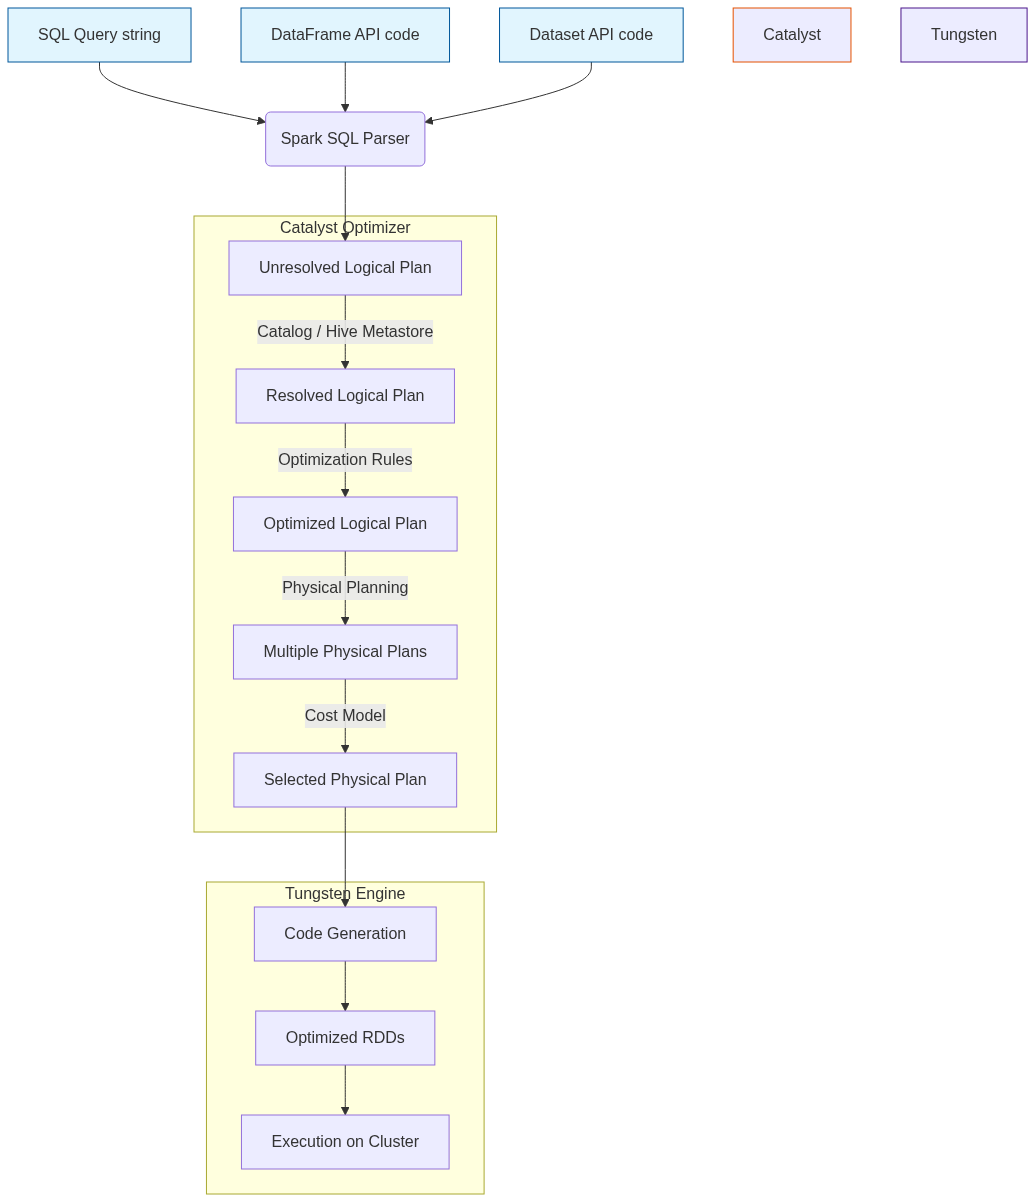 SQL Query string
DataFrame API code
Dataset API code
Catalyst
Tungsten
Spark SQL Parser
Catalyst Optimizer
Unresolved Logical Plan
Catalog / Hive Metastore
Resolved Logical Plan
Optimization Rules
Optimized Logical Plan
Physical Planning
Multiple Physical Plans
Cost Model
Selected Physical Plan
Tungsten Engine
Code Generation
Optimized RDDs
Execution on Cluster